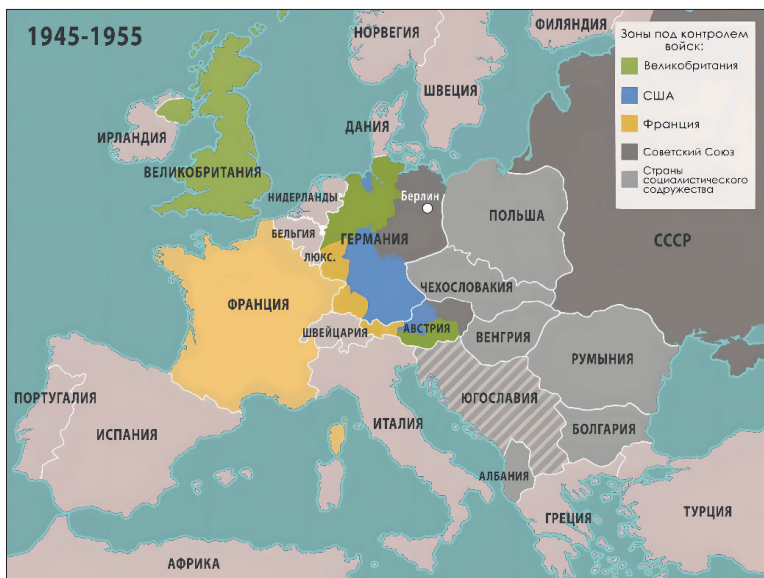 1945-1955
НОРВЕГИЯ
ФИЛЯНДИЯ
ШВЕЦИЯ
Зоны под контролем
войск:
Великобритания
США
Франция
Советский Союз
Страны
социалистического
содружества
ИРЛАНДИЯ
ДАНИЯ
ВЕЛИКОБРИТАНИЯ
НИДЕРЛАНДЫ
Берлин
ПОЛЬША
БЕЛЬГИЯ
ГЕРМАНИЯ
СССР
ЛЮКС.
ЧЕХОСЛОВАКИЯ
ФРАНЦИЯ
ШВЕЙЦАРИЯ
АВСТРИЯ
ВЕНГРИЯ
РУМЫНИЯ
ПОРТУГАЛИЯ
ЮГОСЛАВИЯ
ИСПАНИЯ
ИТАЛИЯ
БОЛГАРИЯ
АЛБАНИЯ
ГРЕЦИЯ
ТУРЦИЯ
АФРИКА